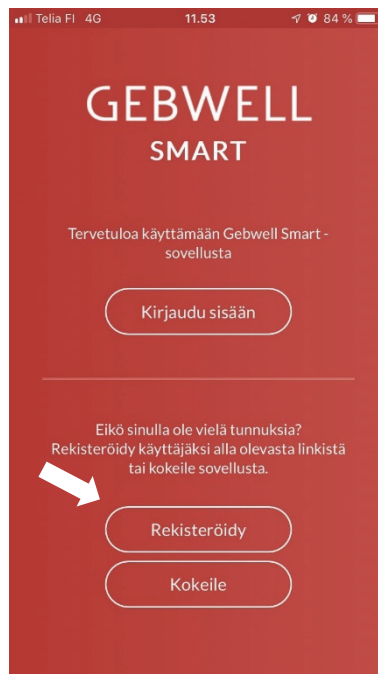 Telia FI 4G 11.53 84 %
GEBWELL
SMART
Tervetuloa käyttämään Gebwell Smart -
sovellusta
Kirjaudu sisään
Eikö sinulla ole vielä tunnuksia?
Rekisteröidy käyttäjäksi alla olevasta linkistä
tai kokeile sovellusta.
Rekisteröidy
Kokeile